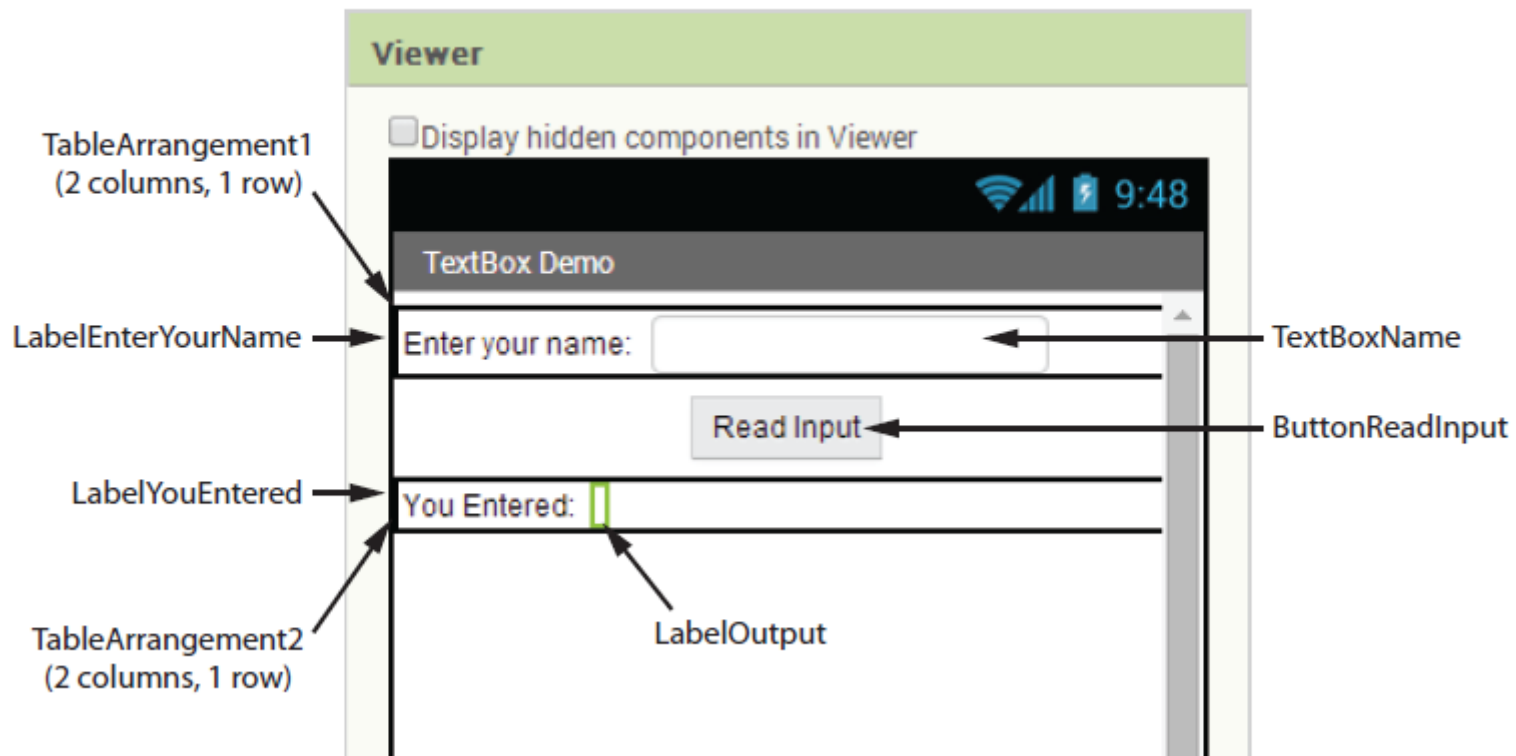 Viewer
Display hidden components in Viewer
TableArrangement1
(2 columns, 1 row)
9:48
TextBox Demo
LabelEnterYourName
Enter your name:
TextBoxName
Read Input
ButtonReadInput
LabelYouEntered
You Entered:
TableArrangement2
(2 columns, 1 row)
LabelOutput